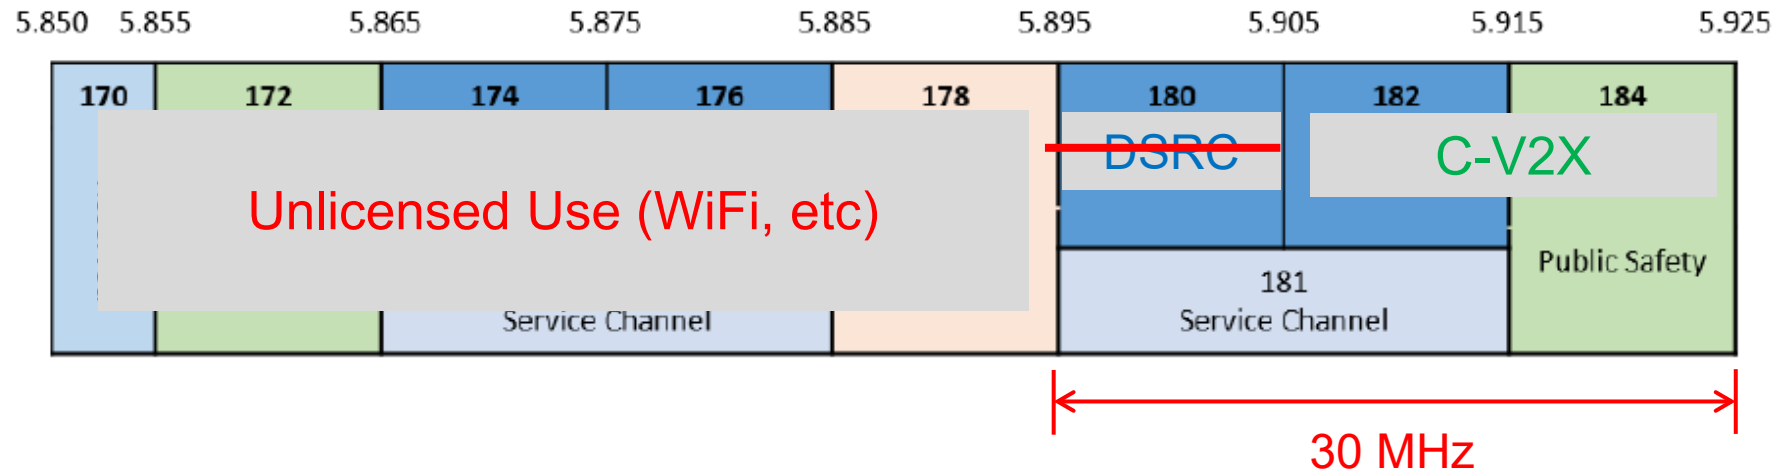 5.850 5.855 5.865 5.875 5.885 5.895 5.905 5.915 5.925
170 172 174 176 178 180 182 184
DSRC C-V2X
Unlicensed Use (WiFi, etc)
Public Safety
181
Service Channel Service Channel
30 MHz